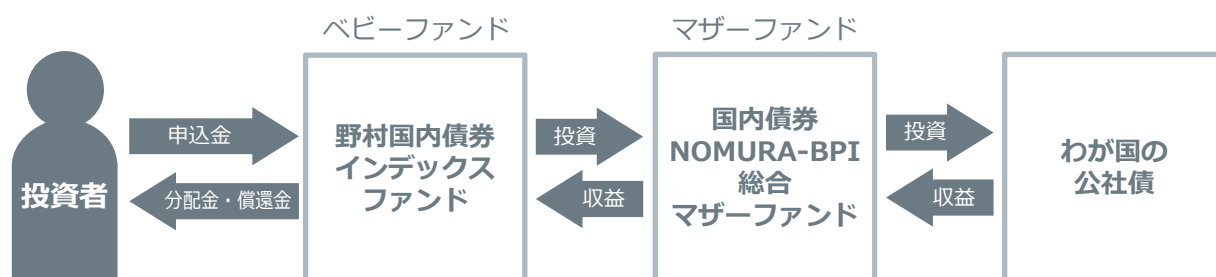 ベビーファンド
マザーファンド
投資者
申込金
分配金・償還金
野村国内債券
インデックス
ファンド
投資
収益
国内債券
NOMURA-BPI
総合
マザーファンド
投資
収益
わが国の
公社債